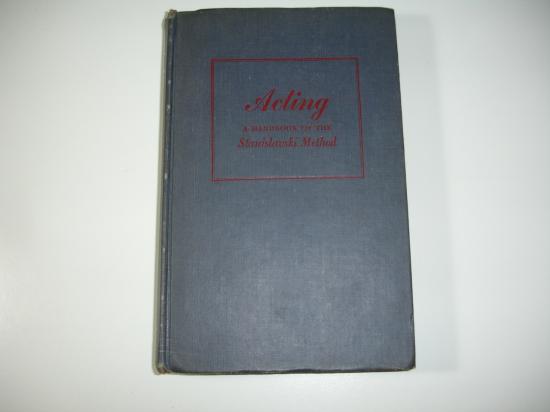 Acting
A HANDBOOK OF THE
Stanislavski Method